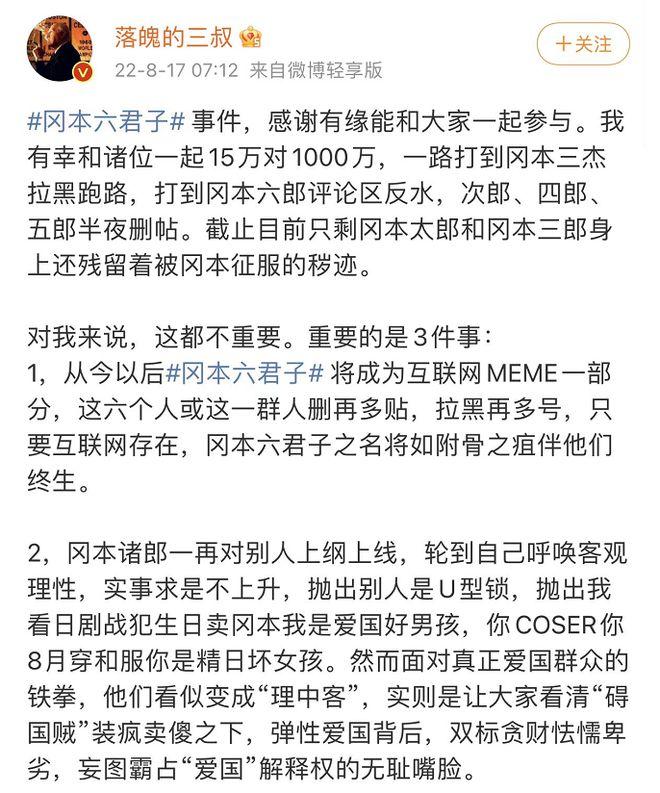 落魄的三叔
22-8-17 07:12 来自微博轻享版
+关注
#冈本六君子# 事件，感谢有缘能和大家一起参与。我
有幸和诸位一起15万对1000万，一路打到冈本三杰
拉黑跑路，打到冈本六郎评论区反水，次郎、四郎、
五郎半夜删帖。截止目前只剩冈本太郎和冈本三郎身
上还残留着被冈本征服的秽迹。
对我来说，这都不重要。重要的是3件事：
1，从今以后#冈本六君子# 将成为互联网MEME一部
分，这六个人或这一群人删再多贴，拉黑再多号，只
要互联网存在，冈本六君子之名将如附骨之疽伴他们
终生。
2，冈本诸郎一再对别人上纲上线，轮到自己呼唤客观
理性，实事求是不上升，抛出别人是U型锁，抛出我
看日剧战犯生日卖冈本我是爱国好男孩，你COSER你
8月穿和服你是精日坏女孩。然而面对真正爱国群众的
铁拳，他们看似变成“理中客”，实则是让大家看清“碍
国贼”装疯卖傻之下，弹性爱国背后，双标贪财怯懦卑
劣，妄图霸占“爱国”解释权的无耻嘴脸。